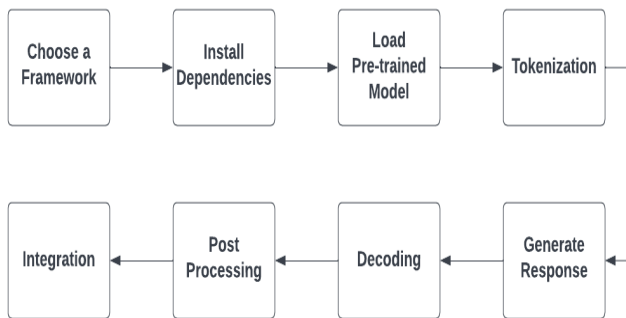 Choose a
Framework
Install
Dependencies
Load
Pre-trained
Model
Tokenization
Integration
Post
Processing
Decoding
Generate
Response